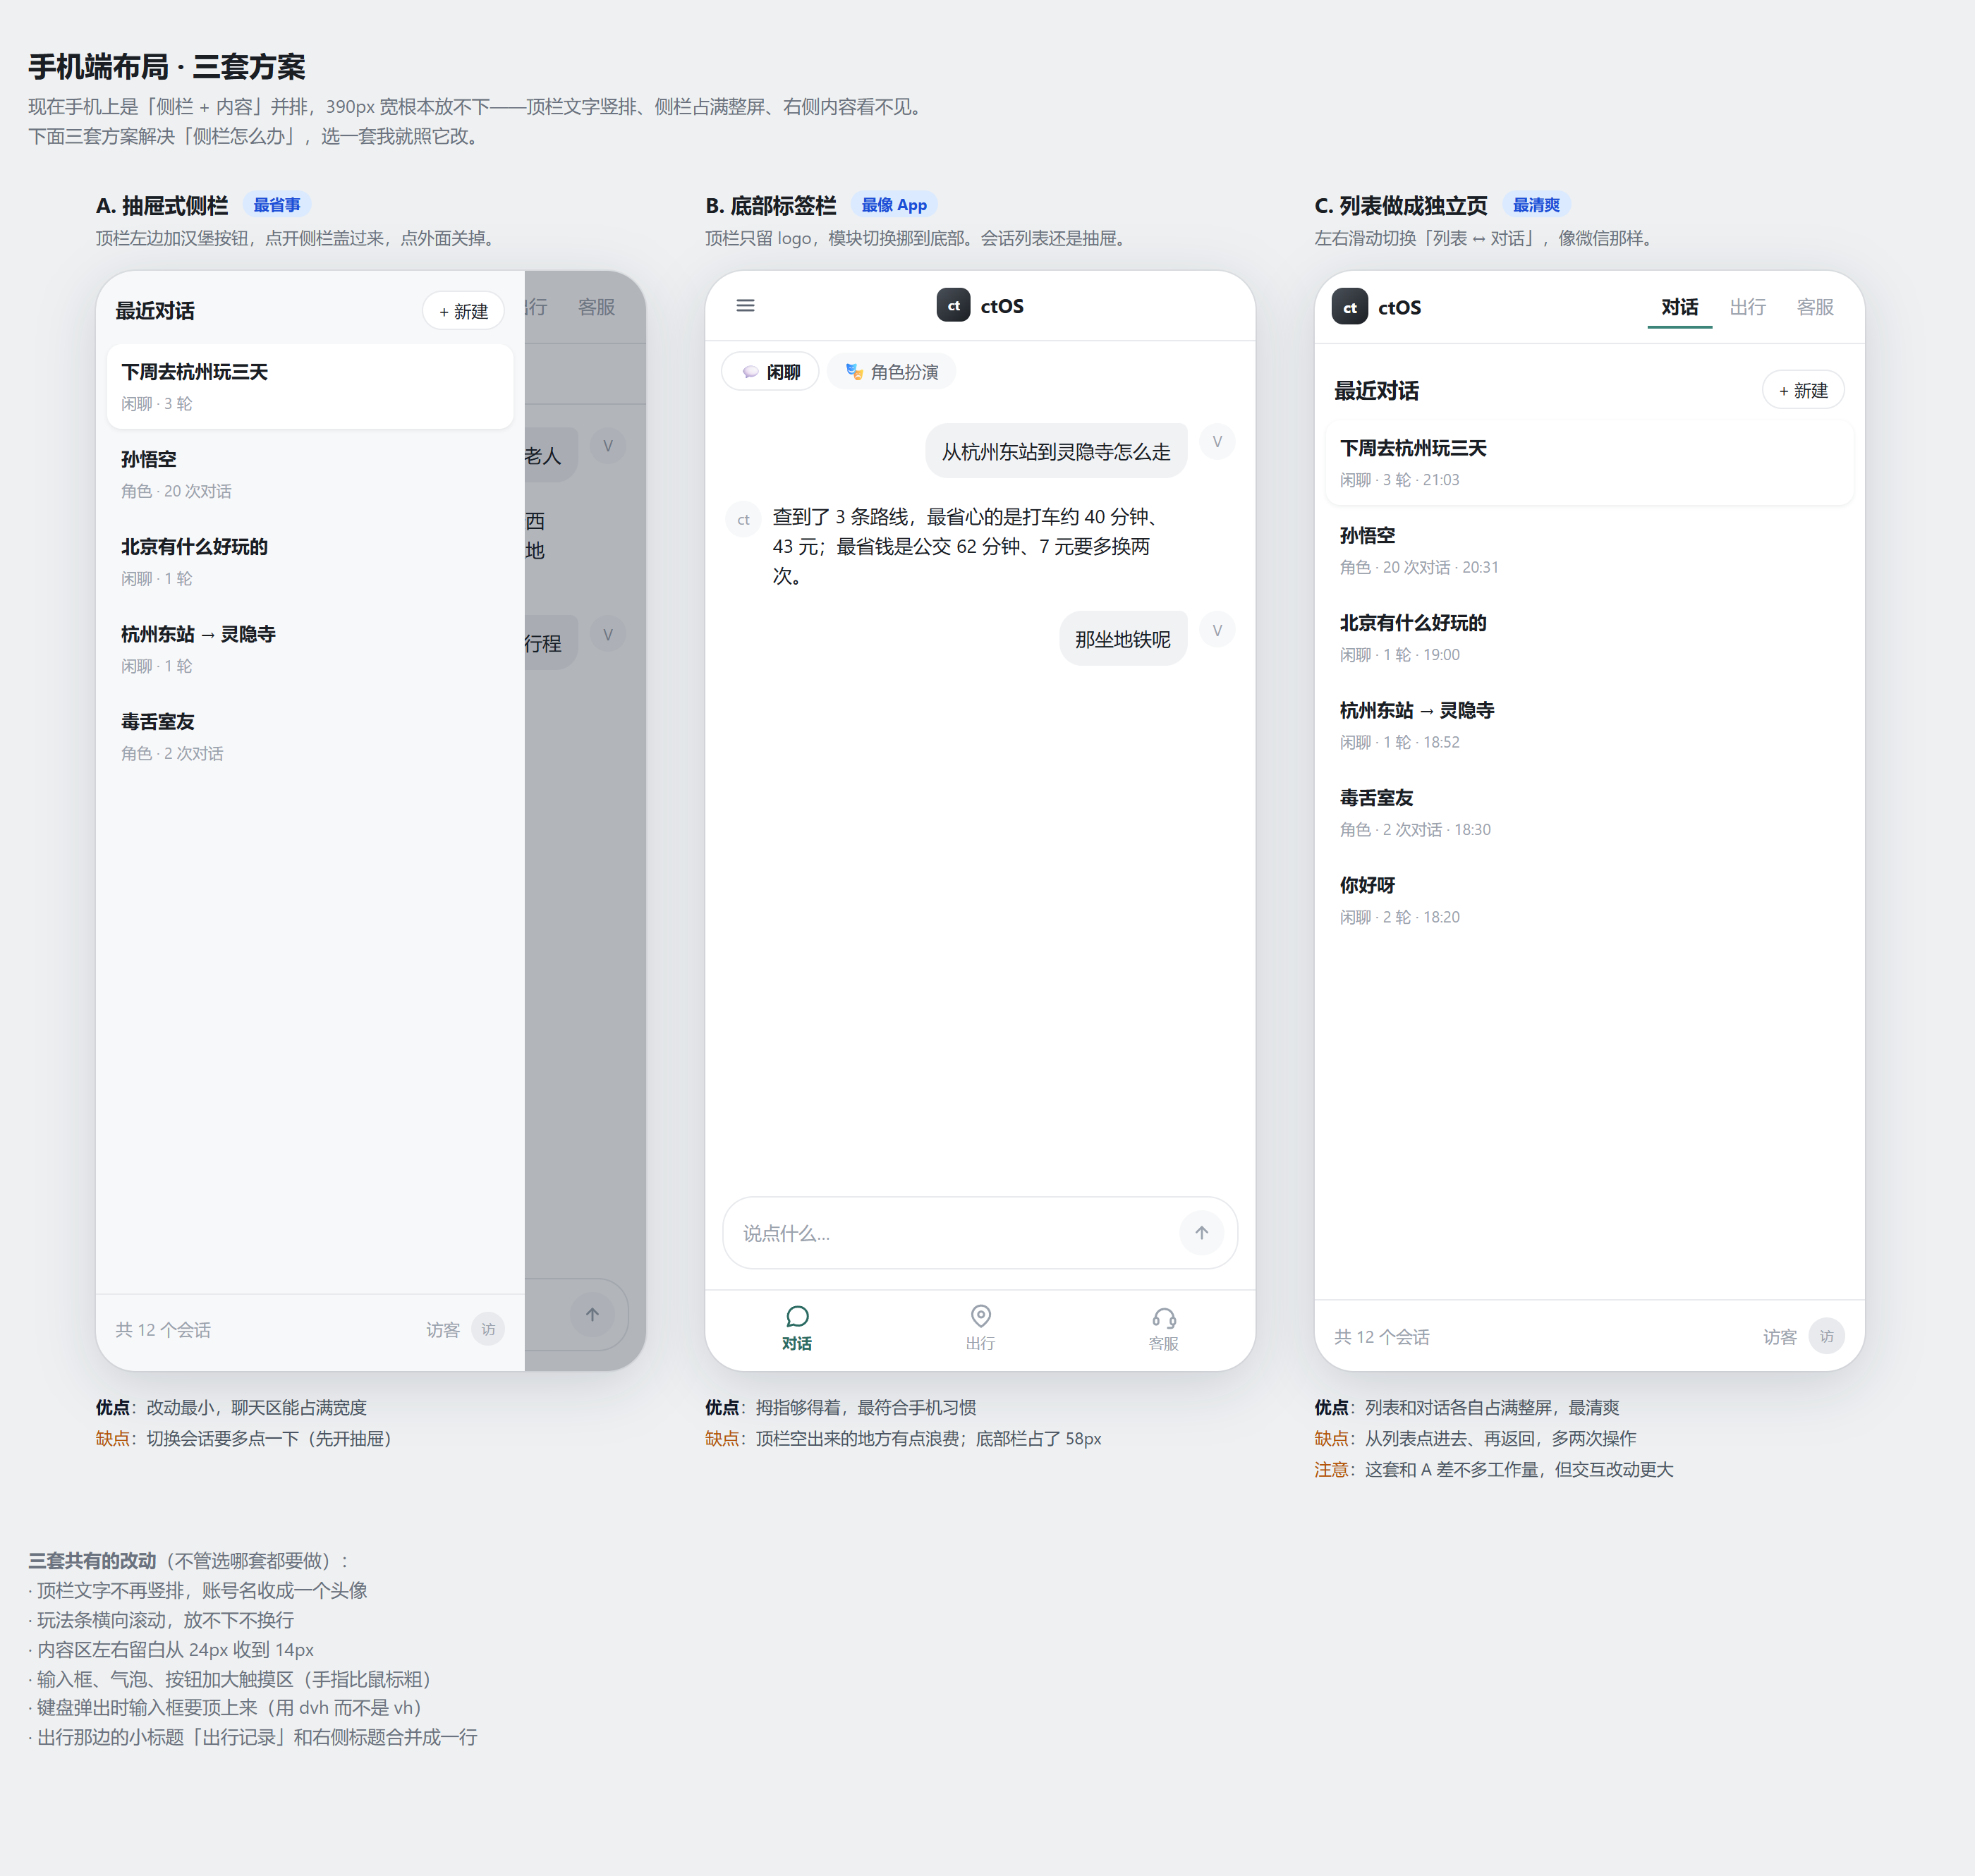 手机端布局 · 三套方案
现在手机上是「侧栏 + 内容」并排，390px 宽根本放不下——顶栏文字竖排、侧栏占满整屏、右侧内容看不见。
下面三套方案解决「侧栏怎么办」，选一套我就照它改。
A. 抽屉式侧栏 最省事
顶栏左边加汉堡按钮，点开侧栏盖过来，点外面关掉。
最近对话 + 新建
下周去杭州玩三天
闲聊 · 3 轮
孙悟空
角色 · 20 次对话
北京有什么好玩的
闲聊 · 1 轮
杭州东站 → 灵隐寺
闲聊 · 1 轮
毒舌室友
角色 · 2 次对话
共 12 个会话 访客 访
行 客服
老人 V
西
地
行程 V
优点：改动最小，聊天区能占满宽度
缺点：切换会话要多点一下（先开抽屉）
B. 底部标签栏 最像 App
顶栏只留 logo，模块切换挪到底部。会话列表还是抽屉。
ct ctOS
闲聊 角色扮演
从杭州东站到灵隐寺怎么走 V
ct 查到了 3 条路线，最省心的是打车约 40 分钟、
43 元；最省钱是公交 62 分钟、7 元要多换两
次。
那坐地铁呢 V
说点什么...
对话 出行 客服
优点：拇指够得着，最符合手机习惯
缺点：顶栏空出来的地方有点浪费；底部栏占了 58px
C. 列表做成独立页 最清爽
左右滑动切换「列表 ↔ 对话」，像微信那样。
ct ctOS 对话 出行 客服
最近对话 + 新建
下周去杭州玩三天
闲聊 · 3 轮 · 21:03
孙悟空
角色 · 20 次对话 · 20:31
北京有什么好玩的
闲聊 · 1 轮 · 19:00
杭州东站 → 灵隐寺
闲聊 · 1 轮 · 18:52
毒舌室友
角色 · 2 次对话 · 18:30
你好呀
闲聊 · 2 轮 · 18:20
共 12 个会话 访客 访
优点：列表和对话各自占满整屏，最清爽
缺点：从列表点进去、再返回，多两次操作
注意：这套和 A 差不多工作量，但交互改动更大
三套共有的改动（不管选哪套都要做）：
· 顶栏文字不再竖排，账号名收成一个头像
· 玩法条横向滚动，放不下不换行
· 内容区左右留白从 24px 收到 14px
· 输入框、气泡、按钮加大触摸区（手指比鼠标粗）
· 键盘弹出时输入框要顶上来（用 dvh 而不是 vh）
· 出行那边的小标题「出行记录」和右侧标题合并成一行